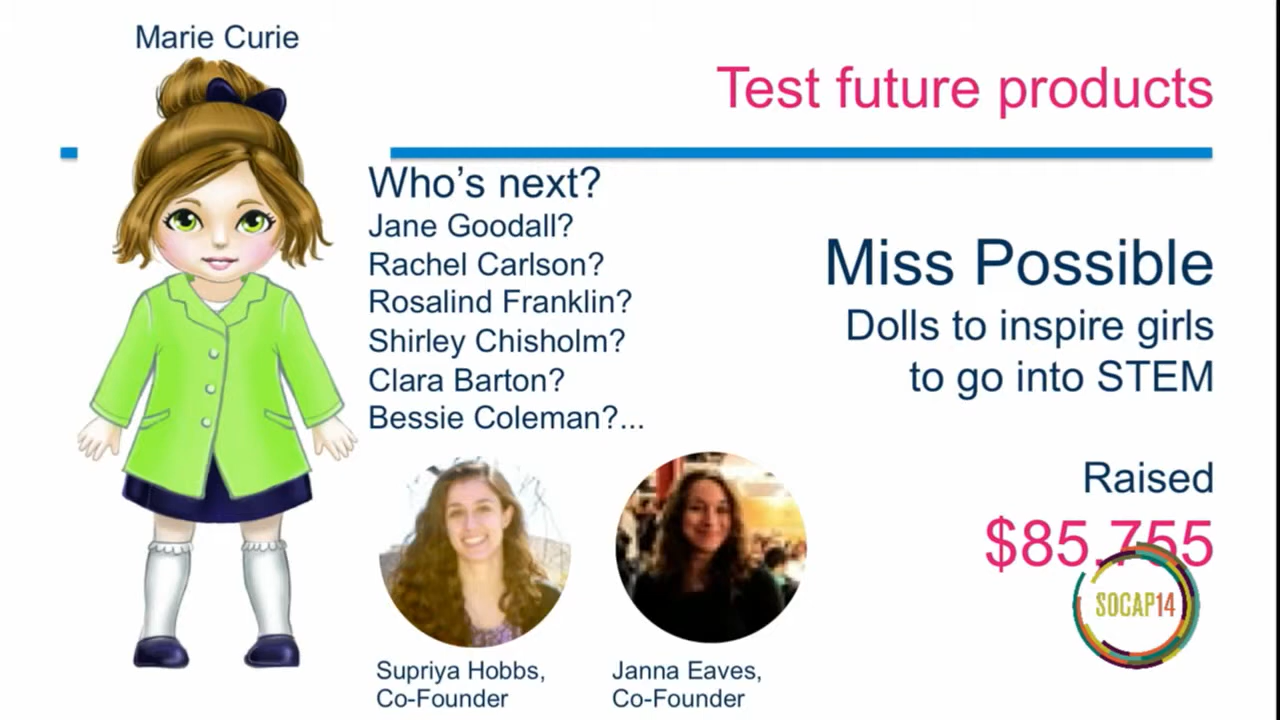 Marie Curie
Test future products
Who's next?
Jane Goodall?
Rachel Carlson?
Rosalind Franklin?
Shirley Chisholm?
Clara Barton?
Bessie Coleman?...
Miss Possible
Dolls to inspire girls
to go into STEM
Raised
$85,755
SOCAP14
Supriya Hobbs,
Co-Founder
Janna Eaves,
Co-Founder